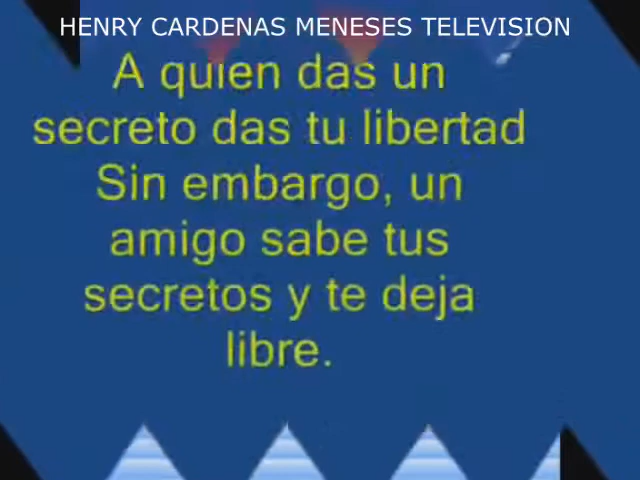 HENRY CARDENAS MENESES TELEVISION
A quien das un
secreto das tu libertad
Sin embargo, un
amigo sabe tus
secretos y te deja
libre.